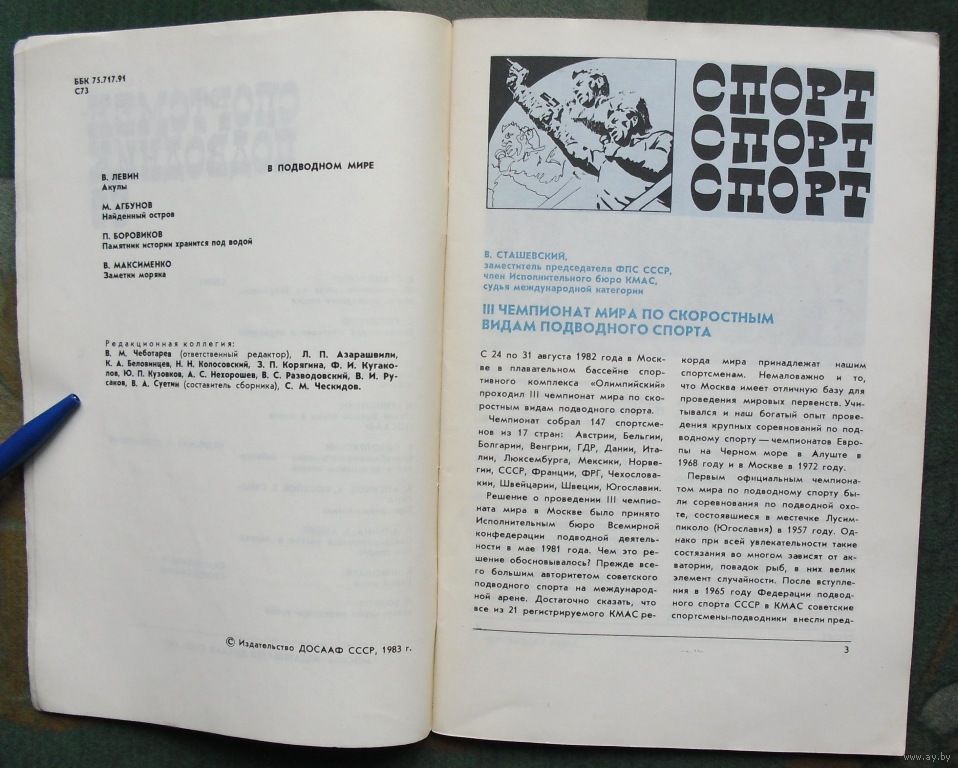 ББК 75.717.91
С73
В ПОДВОДНОМ МИРЕ
В. ЛЕВИН
Акулы
М. АГБУНОВ
Найденный остров
П. БОРОВИКОВ
Памятник истории хранится под водой
В. МАКСИМЕНКО
Заметки моряка
Редакционная коллегия:
В. М. Чеботарев (ответственный редактор), Л. П. Азарашвили,
К. А. Беловинцев, Н. Н. Колосовский, З. П. Корягина, Ф. И. Кугако-
лов, Ю. П. Кузовков, А. С. Нехорошев, В. С. Разводовский, В. И. Ру-
саков, В. А. Суетин (составитель сборника), С. М. Ческидов.
© Издательство ДОСААФ СССР, 1983 г.
СПОРТ
СПОРТ
СПОРТ
В. СТАШЕВСКИЙ,
заместитель председателя ФПС СССР,
член Исполнительного бюро КМАС,
судья международной категории
III ЧЕМПИОНАТ МИРА ПО СКОРОСТНЫМ
ВИДАМ ПОДВОДНОГО СПОРТА
С 24 по 31 августа 1982 года в Моск-
ве в плавательном бассейне спор-
тивного комплекса «Олимпийский»
проходил III чемпионат мира по ско-
ростным видам подводного спорта.
Чемпионат собрал 147 спортсме-
нов из 17 стран: Австрии, Бельгии,
Болгарии, Венгрии, ГДР, Дании, Ита-
лии, Люксембурга, Мексики, Норве-
гии, СССР, Франции, ФРГ, Чехослова-
кии, Швейцарии, Швеции, Югославии.
Решение о проведении III чемпио-
ната мира в Москве было принято
Исполнительным бюро Всемирной
конфедерации подводной деятель-
ности в мае 1981 года. Чем это ре-
шение обосновывалось? Прежде все-
го большим авторитетом советского
подводного спорта на международ-
ной арене. Достаточно сказать, что
все из 21 регистрируемого КМАС ре-
корда мира принадлежат нашим
спортсменам. Немаловажно и то,
что Москва имеет отличную базу для
проведения мировых первенств. Учи-
тывался и наш богатый опыт прове-
дения крупных соревнований по под-
водному спорту — чемпионатов Евро-
пы на Черном море в Алуште в
1968 году и в Москве в 1972 году.
Первым официальным чемпиона-
том мира по подводному спорту бы-
ли соревнования по подводной охо-
те, состоявшиеся в местечке Лусим-
пиколо (Югославия) в 1957 году. Од-
нако при всей увлекательности такие
состязания во многом зависят от ак-
ватории, повадок рыб, в них велик
элемент случайности. После вступле-
ния в 1965 году Федерации подвод-
ного спорта СССР в КМАС советские
спортсмены-подводники внесли пред-
3
www.ay.by